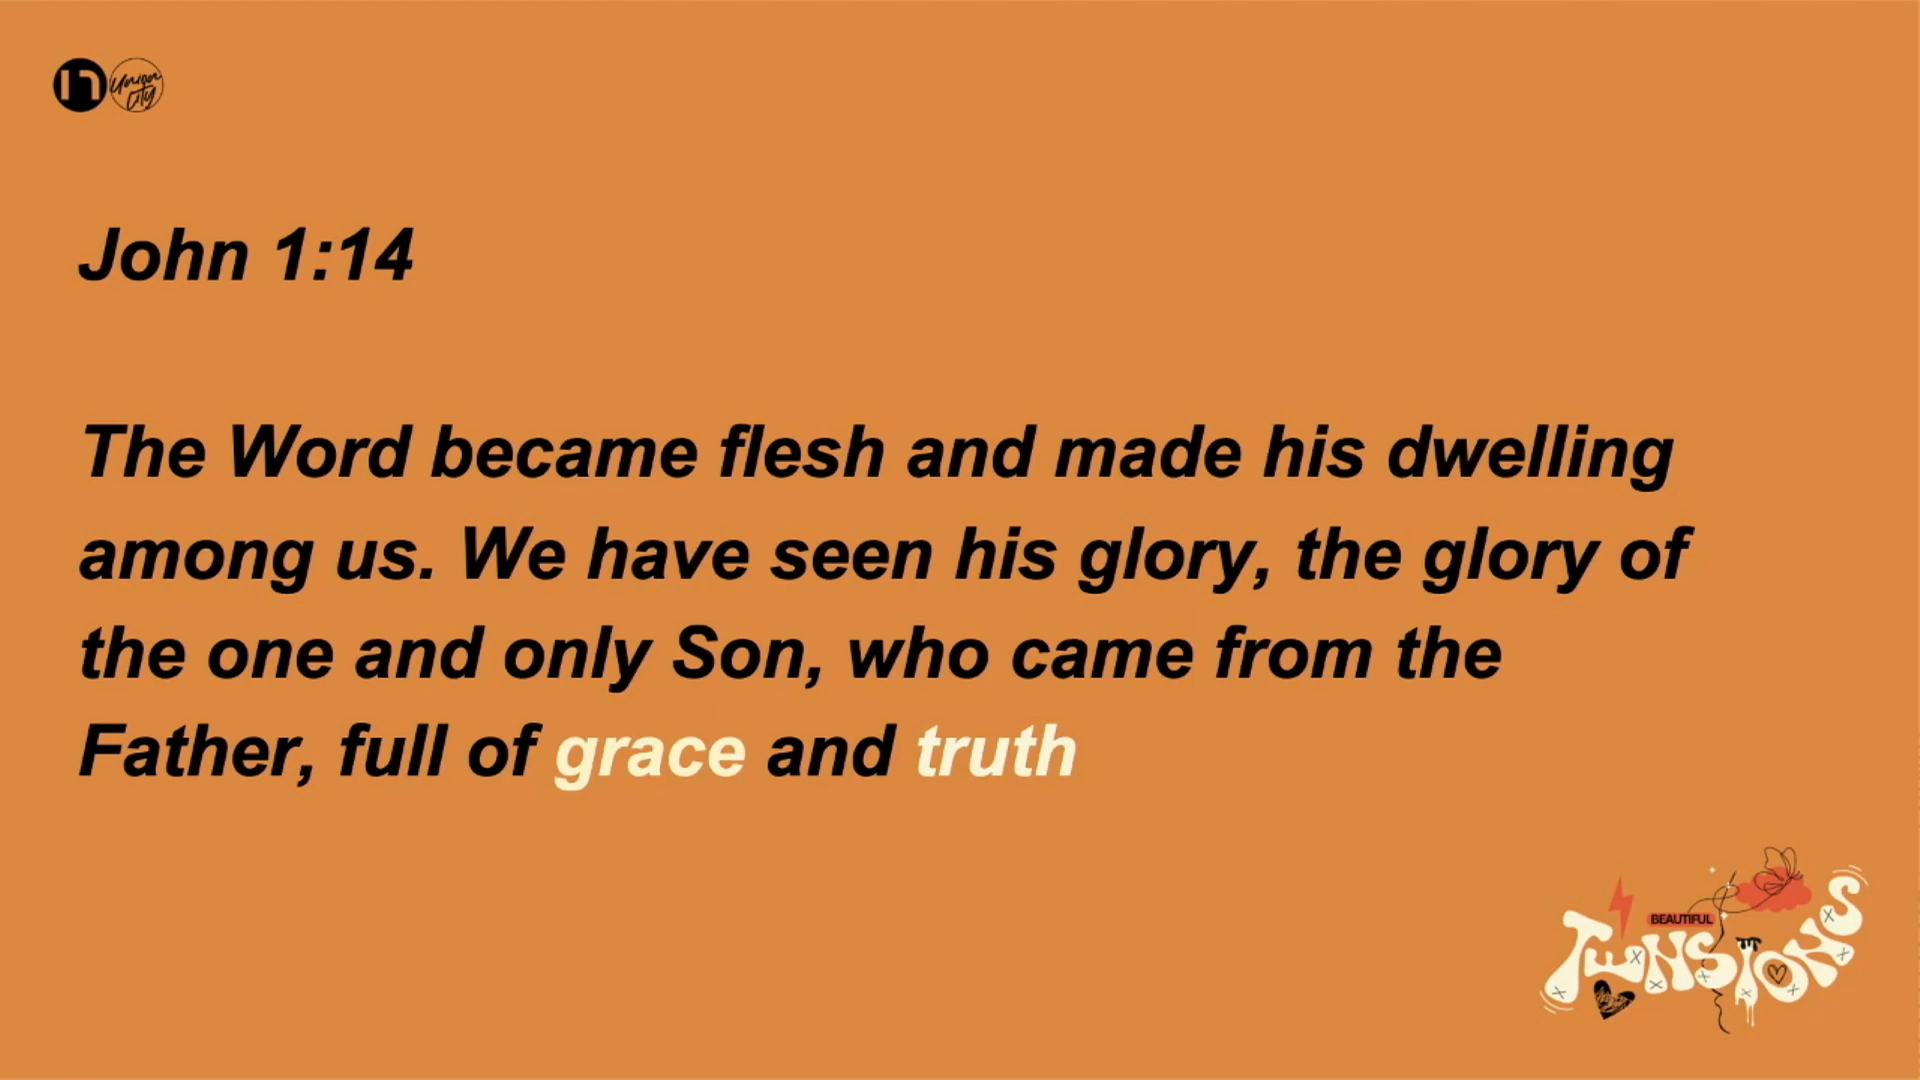 Union
City
John 1:14
The Word became flesh and made his dwelling
among us. We have seen his glory, the glory of
the one and only Son, who came from the
Father, full of grace and truth
BEAUTIFUL
TENSIONS